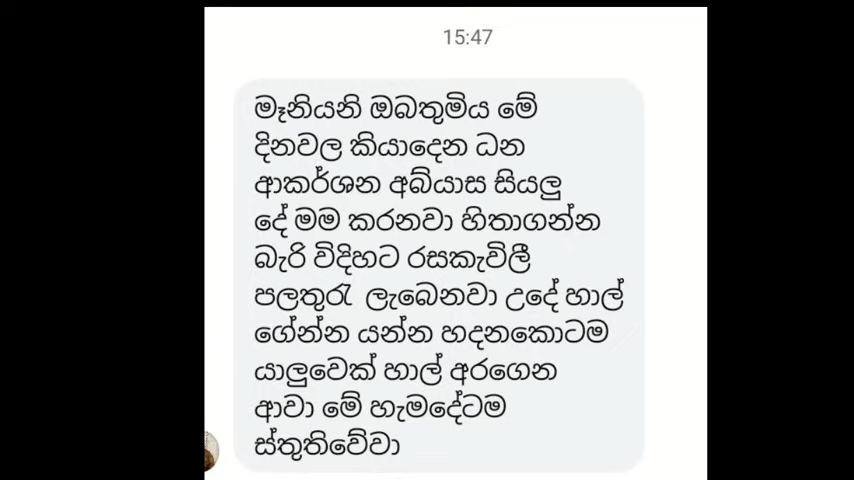 15:47
මෑනියනි ඔබතුමිය මේ
දිනවල කියාදෙන ධන
ආකර්ශන අබ්යාස සියලු
දේ මම කරනවා හිතාගන්න
බැරි විදිහට රසකැවිලි
පලතුරැ ලැබෙනවා උදේ හාල්
ගේන්න යන්න හදනකොටම
යාලුවෙක් හාල් අරගෙන
ආවා මේ හැමදේටම
ස්තුතිවේවා